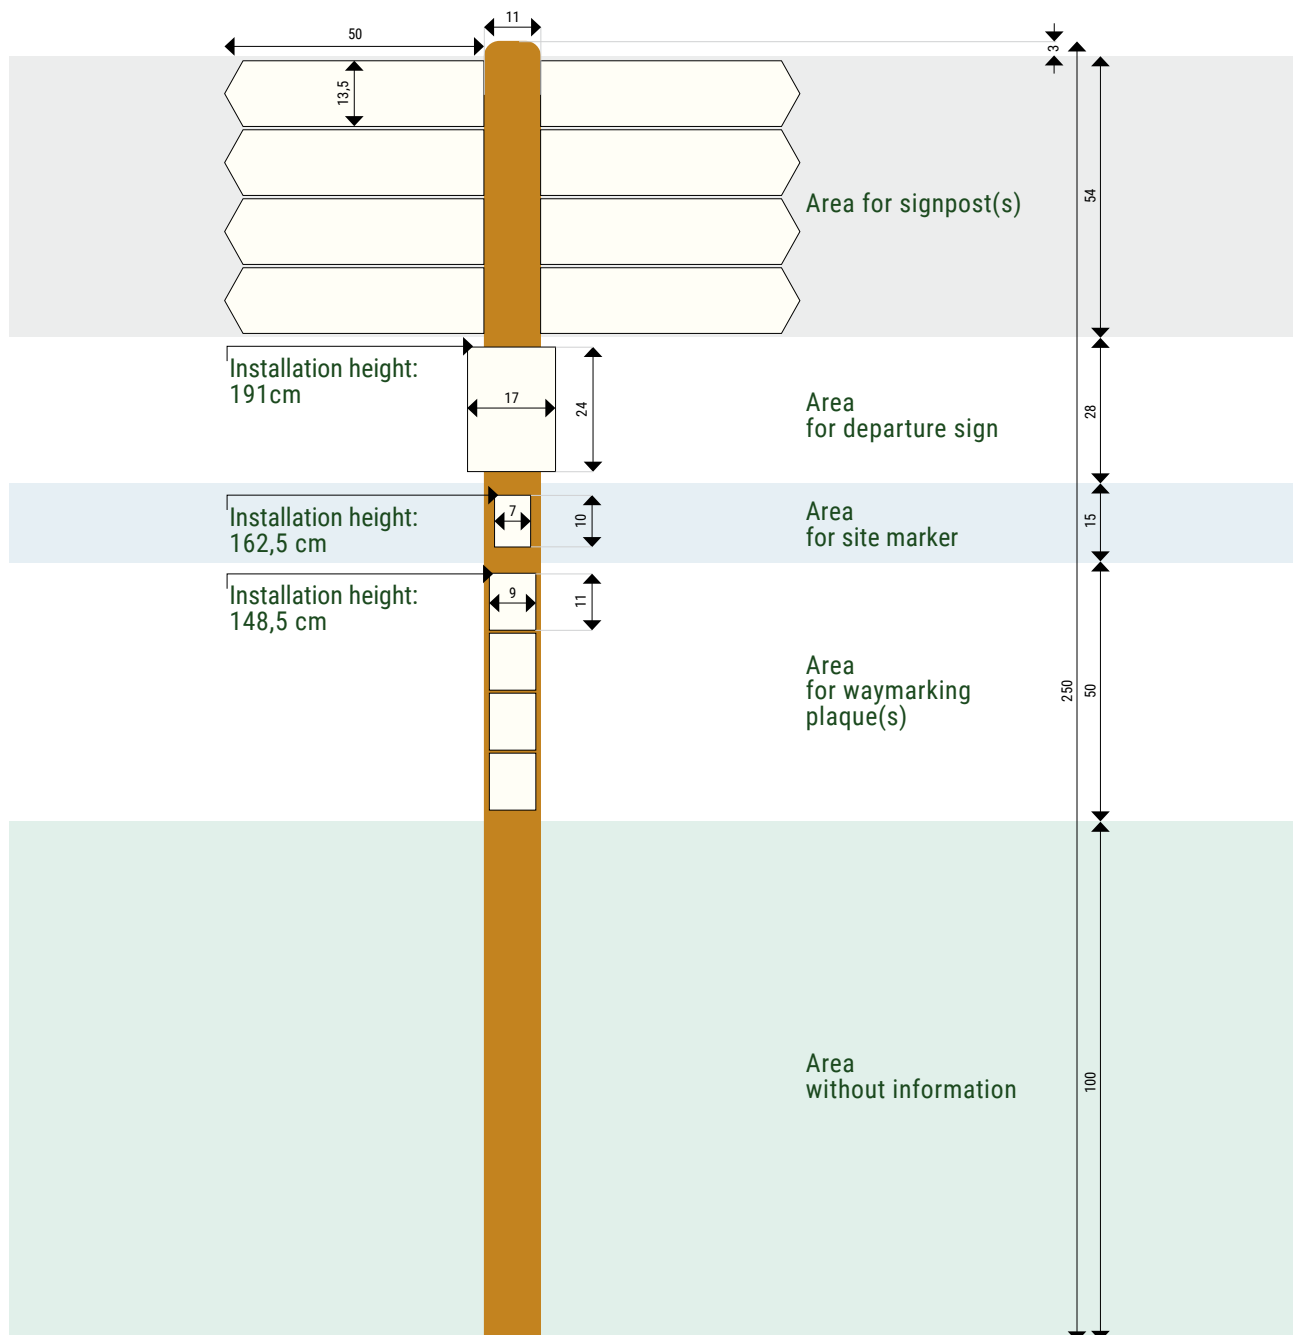 11
50
3
13,5
Area for signpost(s)
54
Installation height:
191cm
17
24
Area
for departure sign
28
Installation height:
162,5 cm
7
10
Area
for site marker
15
Installation height:
148,5 cm
9
11
Area
for waymarking
plaque(s)
250
50
Area
without information
100